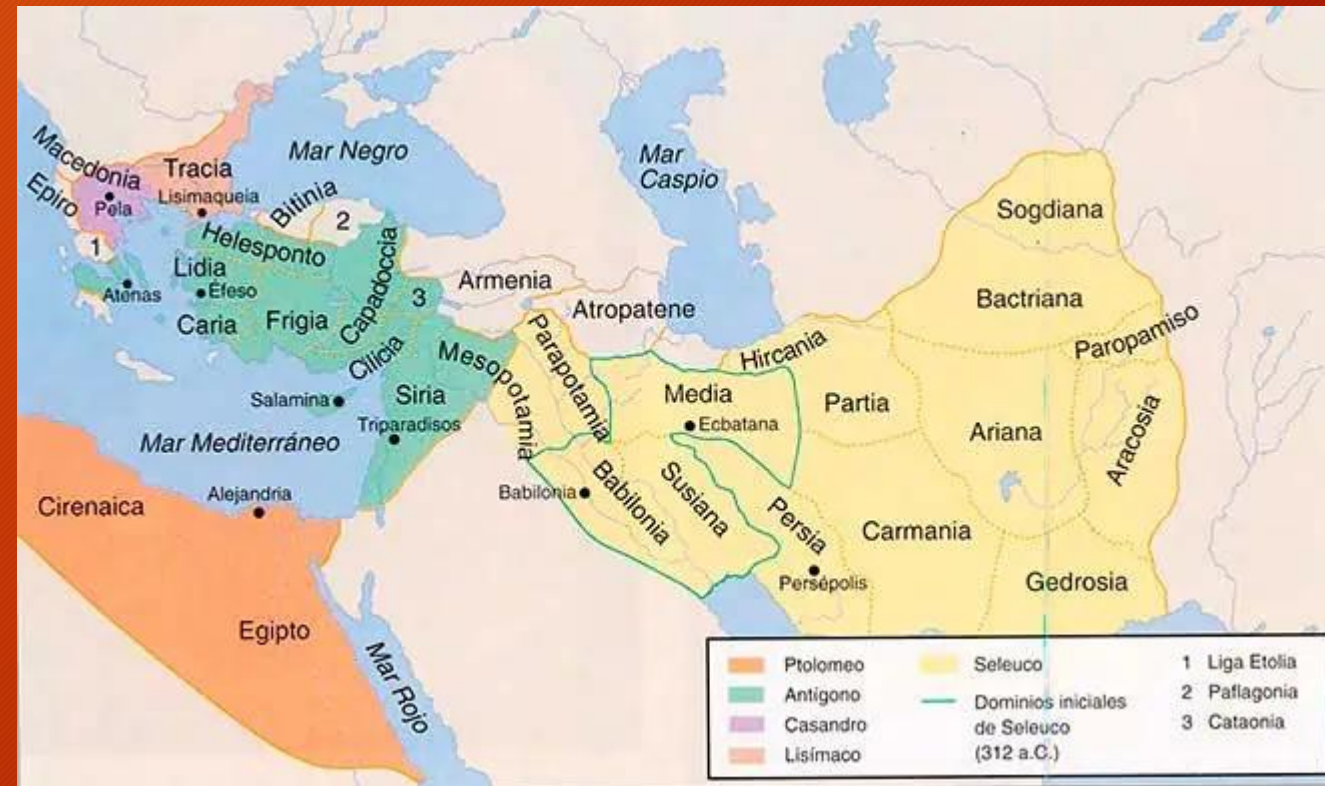 Macedonia
Epiro
Pela
Tracia
Lisimaqueia
Mar Negro
Mar
Caspio
Bitinia
2
1
Helesponto
Lidia
Éfeso
Atenas
Caria
Frigia
Capadoccia
3
Cilicia
Armenia
Atropatene
Mesopotamia
Parapotamia
Siria
Salamina
Triparadisos
Mar Mediterráneo
Hircania
Media
Ecbatana
Partia
Sogdiana
Bactriana
Paropamiso
Ariana
Aracosia
Cirenaica
Alejandria
Babilonia
Babilonia
Susiana
Persia
Persépolis
Carmania
Gedrosia
Egipto
Mar Rojo
Ptolomeo
Antígono
Casandro
Lisímaco
Seleuco
Dominios iniciales
de Seleuco
(312 a.C.)
1 Liga Etolia
2 Paflagonia
3 Cataonia